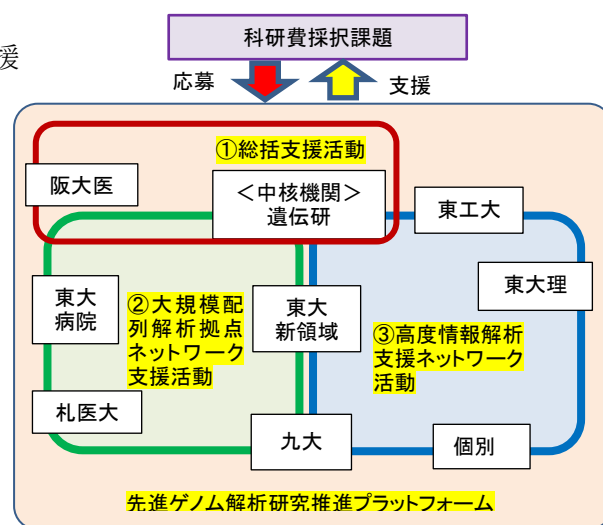 援
科研費採択課題
応募
支援
①総括支援活動
阪大医
＜中核機関＞
遺伝研
東工大
東大
病院
②大規模配
列解析拠点
ネットワーク
支援活動
東大
新領域
東大理
③高度情報解析
支援ネットワーク
活動
札医大
九大
個別
先進ゲノム解析研究推進プラットフォーム